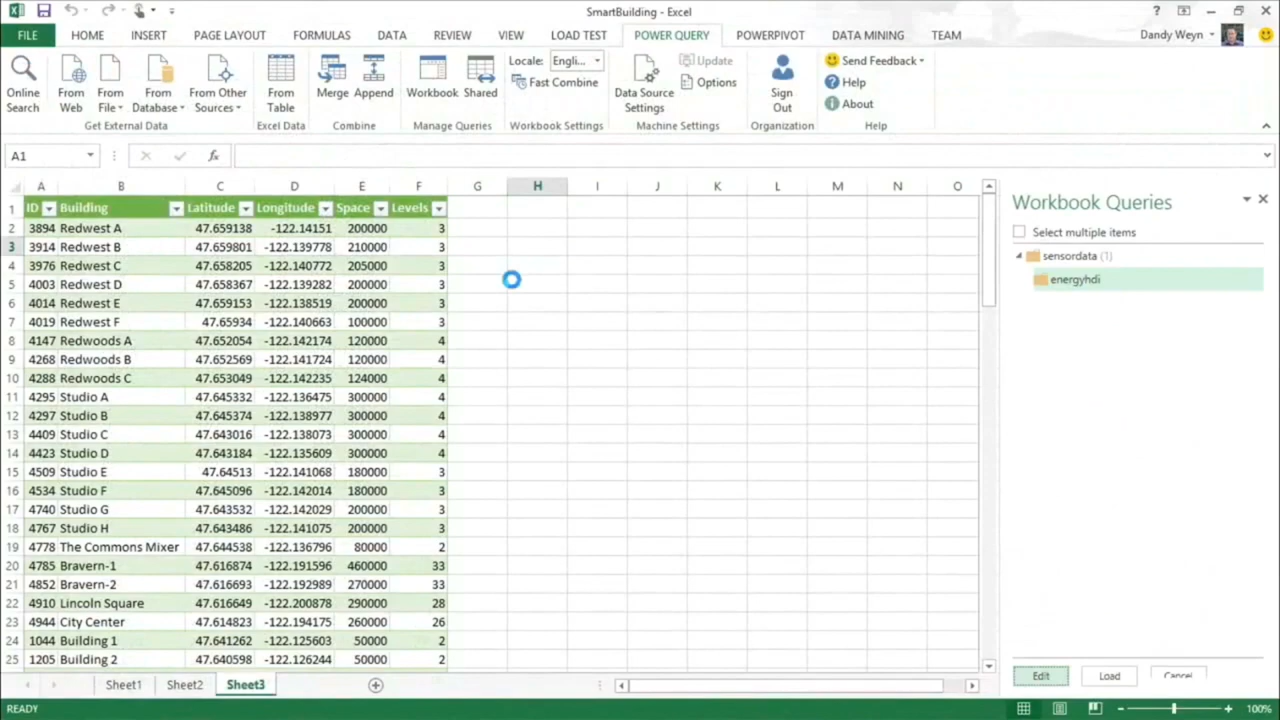 SmartBuilding - Excel
FILE HOME INSERT PAGE LAYOUT FORMULAS DATA REVIEW VIEW LOAD TEST POWER QUERY POWERPIVOT DATA MINING TEAM Dandy Weyn
Online Search
From Web
From File
From Database
From Other Sources
Get External Data
From Table
Excel Data
Merge
Append
Combine
Workbook
Shared
Manage Queries
Locale: Engli...
Fast Combine
Workbook Settings
Data Source Settings
Update
Options
Machine Settings
Sign Out
Organization
Send Feedback
Help
About
Help
A1
fx
A B C D E F G H I J K L M N O
1 ID Building Latitude Longitude Space Levels
2 3894 Redwest A 47.659138 -122.14151 200000 3
3 3914 Redwest B 47.659801 -122.139778 210000 3
4 3976 Redwest C 47.658205 -122.140772 205000 3
5 4003 Redwest D 47.658367 -122.139282 200000 3
6 4014 Redwest E 47.659153 -122.138519 200000 3
7 4019 Redwest F 47.65934 -122.140663 100000 3
8 4147 Redwoods A 47.652054 -122.142174 120000 4
9 4268 Redwoods B 47.652569 -122.141724 120000 4
10 4288 Redwoods C 47.653049 -122.142235 124000 4
11 4295 Studio A 47.645332 -122.136475 300000 4
12 4297 Studio B 47.645374 -122.138977 300000 4
13 4409 Studio C 47.643016 -122.138073 300000 4
14 4423 Studio D 47.643184 -122.135609 300000 4
15 4509 Studio E 47.64513 -122.141068 180000 3
16 4534 Studio F 47.645096 -122.142014 180000 3
17 4740 Studio G 47.643532 -122.142029 200000 3
18 4767 Studio H 47.643486 -122.141075 200000 3
19 4778 The Commons Mixer 47.644538 -122.136796 80000 2
20 4785 Bravern-1 47.616874 -122.191596 460000 33
21 4852 Bravern-2 47.616693 -122.192989 270000 33
22 4910 Lincoln Square 47.616649 -122.200878 290000 28
23 4944 City Center 47.614823 -122.194175 260000 26
24 1044 Building 1 47.641262 -122.125603 50000 2
25 1205 Building 2 47.640598 -122.126244 50000 2
Workbook Queries
Select multiple items
sensordata (1)
energyhdi
Edit Load Cancel
Sheet1 Sheet2 Sheet3
READY 100%